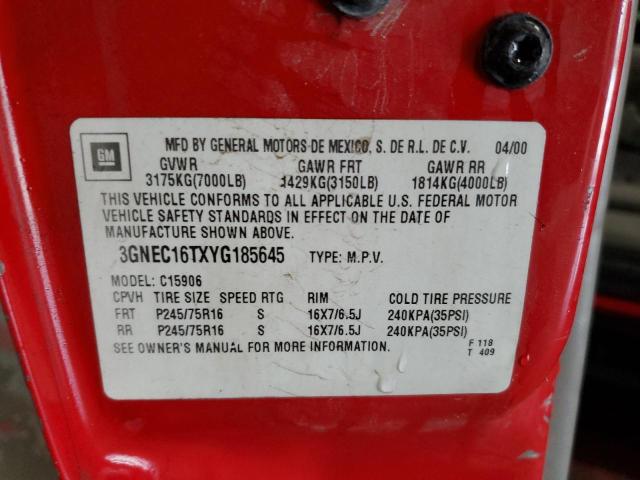 GM
MFD BY GENERAL MOTORS DE MEXICO, S. DE R.L. DE C.V. 04/00
GVWR GAWR FRT GAWR RR
3175KG(7000LB) 1429KG(3150LB) 1814KG(4000LB)
THIS VEHICLE CONFORMS TO ALL APPLICABLE U.S. FEDERAL MOTOR
VEHICLE SAFETY STANDARDS IN EFFECT ON THE DATE OF
MANUFACTURE SHOWN ABOVE.
3GNEC16TXYG185645 TYPE: M.P.V.
MODEL: C15906
CPVH TIRE SIZE SPEED RTG RIM COLD TIRE PRESSURE
FRT P245/75R16 S 16X7/6.5J 240KPA(35PSI)
RR P245/75R16 S 16X7/6.5J 240KPA(35PSI)
SEE OWNER'S MANUAL FOR MORE INFORMATION. F 118
T 409